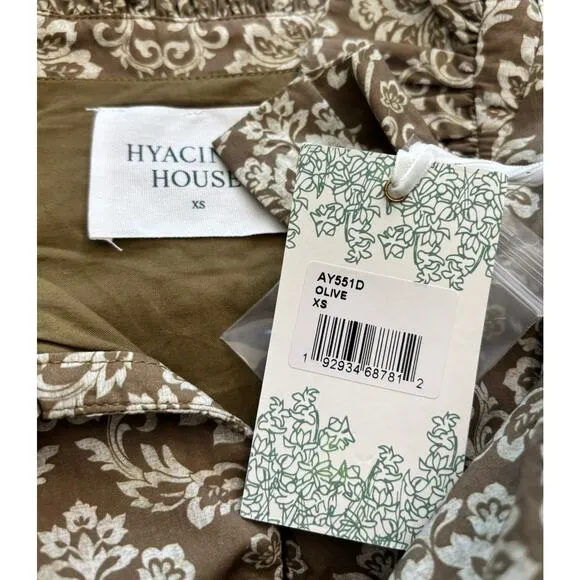 HYACIN
HOUSE
XS
AY551D
OLIVE
XS
1 92934 68781 2